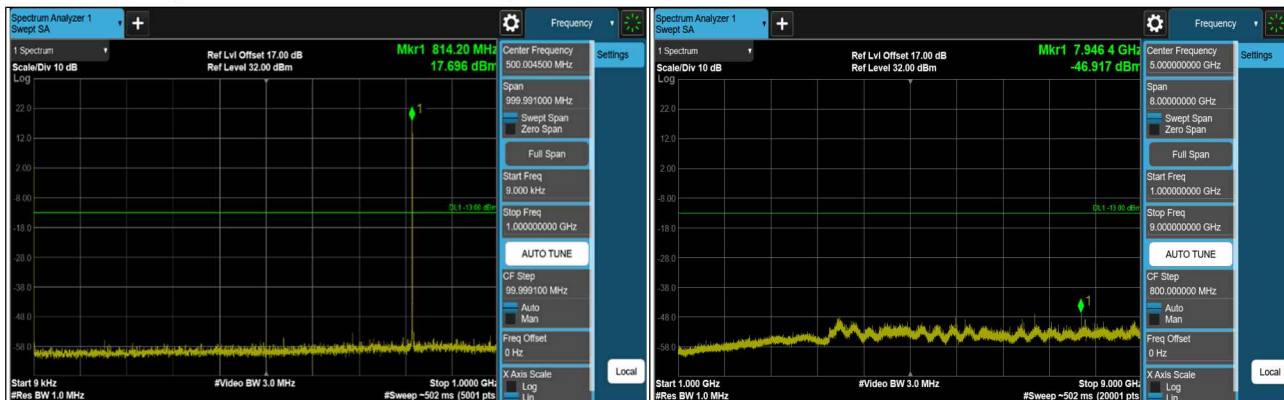 Spectrum Analyzer 1
Swept SA
+
Frequency
1 Spectrum
Scale/Div 10 dB
Log
Ref Lvl Offset 17.00 dB
Ref Level 32.00 dBm
Mkr1 814.20 MHz
17.696 dBm
22.0
12.0
2.00
-8.00
-18.0
-28.0
-38.0
-48.0
-58.0
1
DL1 -13.00 dBm
Start 9 kHz
#Res BW 1.0 MHz
#Video BW 3.0 MHz
Stop 1.0000 GHz
#Sweep ~502 ms (5001 pts
Center Frequency
500.004500 MHz
Span
999.991000 MHz
Swept Span
Zero Span
Full Span
Start Freq
9.000 kHz
Stop Freq
1.000000000 GHz
AUTO TUNE
CF Step
99.999100 MHz
Auto
Man
Freq Offset
0 Hz
X Axis Scale
Log
Lin
Settings
Local
Spectrum Analyzer 1
Swept SA
+
Frequency
1 Spectrum
Scale/Div 10 dB
Log
Ref Lvl Offset 17.00 dB
Ref Level 32.00 dBm
Mkr1 7.946 4 GHz
-46.917 dBm
22.0
12.0
2.00
-8.00
-18.0
-28.0
-38.0
-48.0
-58.0
1
DL1 -13.00 dBm
Start 1.000 GHz
#Res BW 1.0 MHz
#Video BW 3.0 MHz
Stop 9.000 GHz
#Sweep ~502 ms (20001 pts
Center Frequency
5.000000000 GHz
Span
8.00000000 GHz
Swept Span
Zero Span
Full Span
Start Freq
1.000000000 GHz
Stop Freq
9.000000000 GHz
AUTO TUNE
CF Step
800.000000 MHz
Auto
Man
Freq Offset
0 Hz
X Axis Scale
Log
Lin
Settings
Local